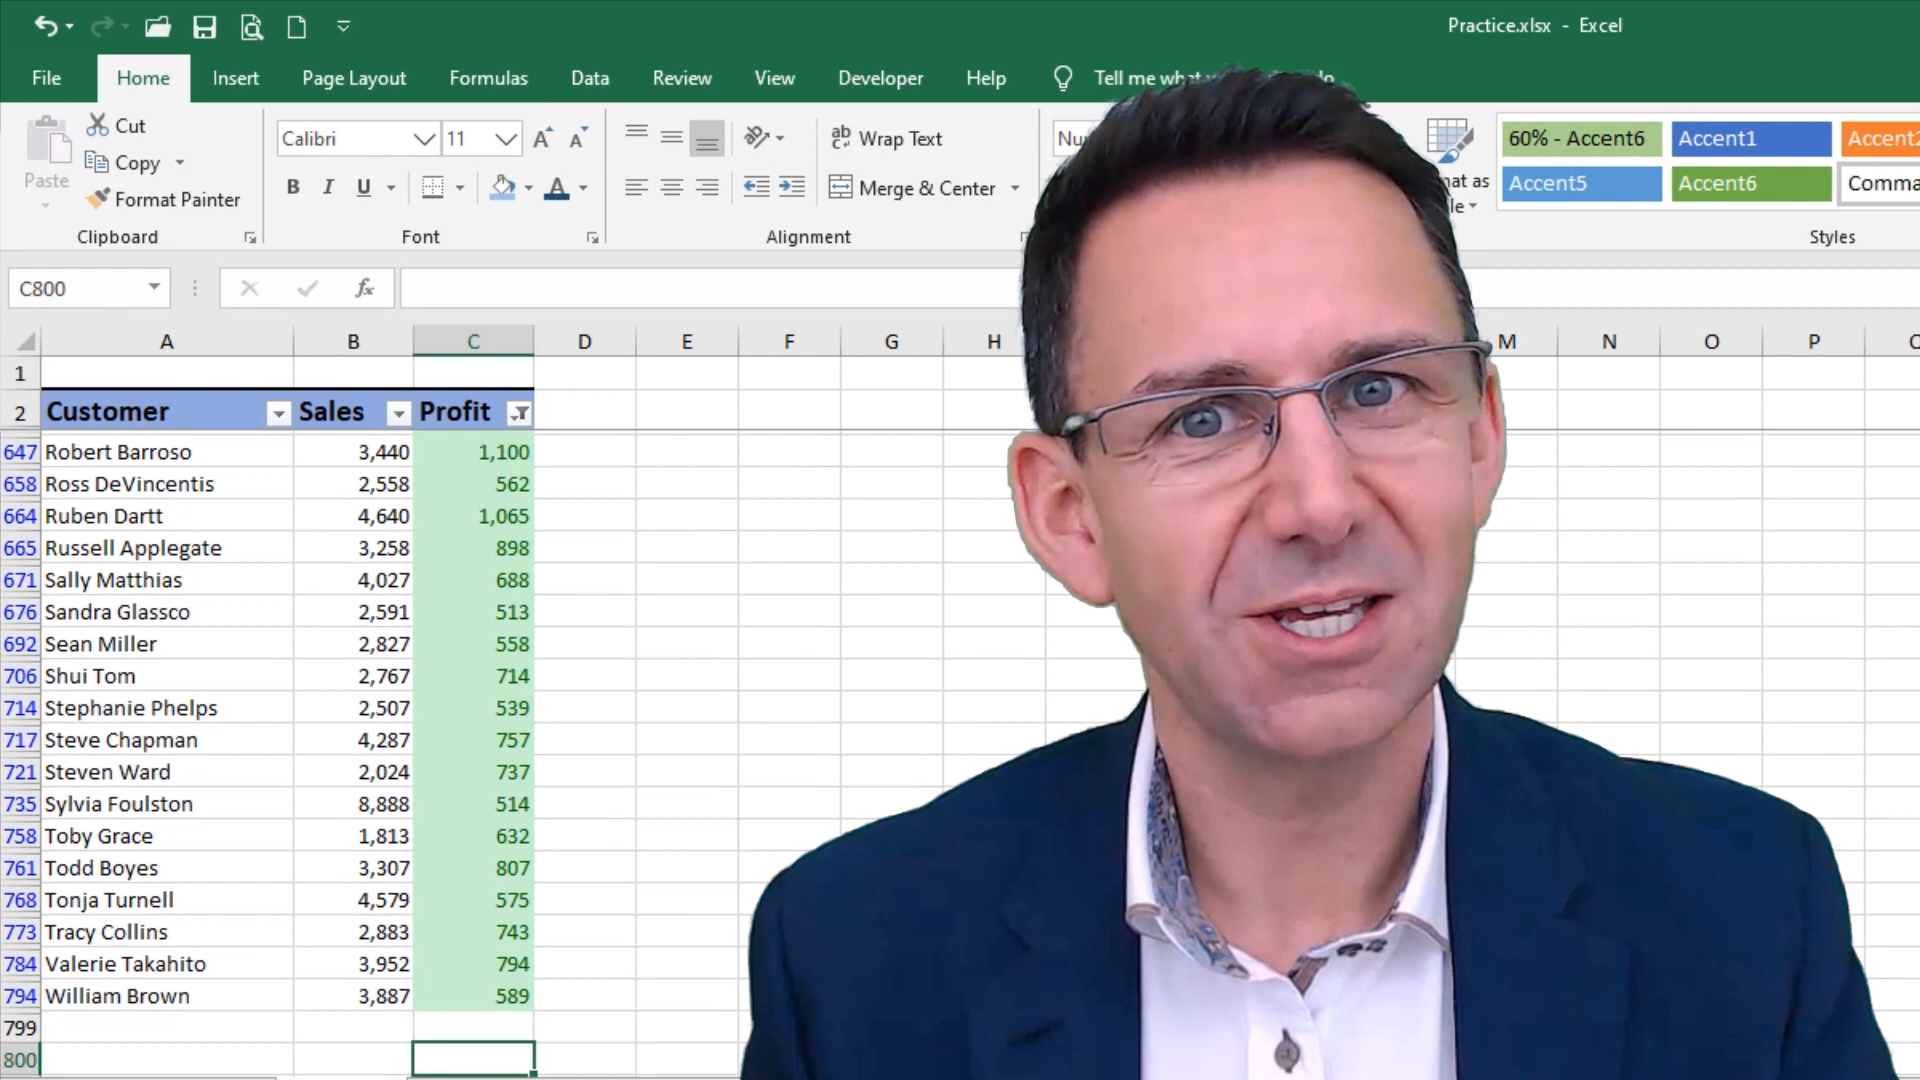 Practice.xlsx - Excel
File Home Insert Page Layout Formulas Data Review View Developer Help Tell me what
Cut
Copy
Paste
Format Painter
Clipboard
Calibri 11
B I U
Font
Wrap Text
Merge & Center
Alignment
60% - Accent6 Accent1
Accent5 Accent6
Styles
C800 fx
A B C D E F G H M N O P
1
2 Customer Sales Profit
647 Robert Barroso 3,440 1,100
658 Ross DeVincentis 2,558 562
664 Ruben Dartt 4,640 1,065
665 Russell Applegate 3,258 898
671 Sally Matthias 4,027 688
676 Sandra Glassco 2,591 513
692 Sean Miller 2,827 558
706 Shui Tom 2,767 714
714 Stephanie Phelps 2,507 539
717 Steve Chapman 4,287 757
721 Steven Ward 2,024 737
735 Sylvia Foulston 8,888 514
758 Toby Grace 1,813 632
761 Todd Boyes 3,307 807
768 Tonja Turnell 4,579 575
773 Tracy Collins 2,883 743
784 Valerie Takahito 3,952 794
794 William Brown 3,887 589
799
800